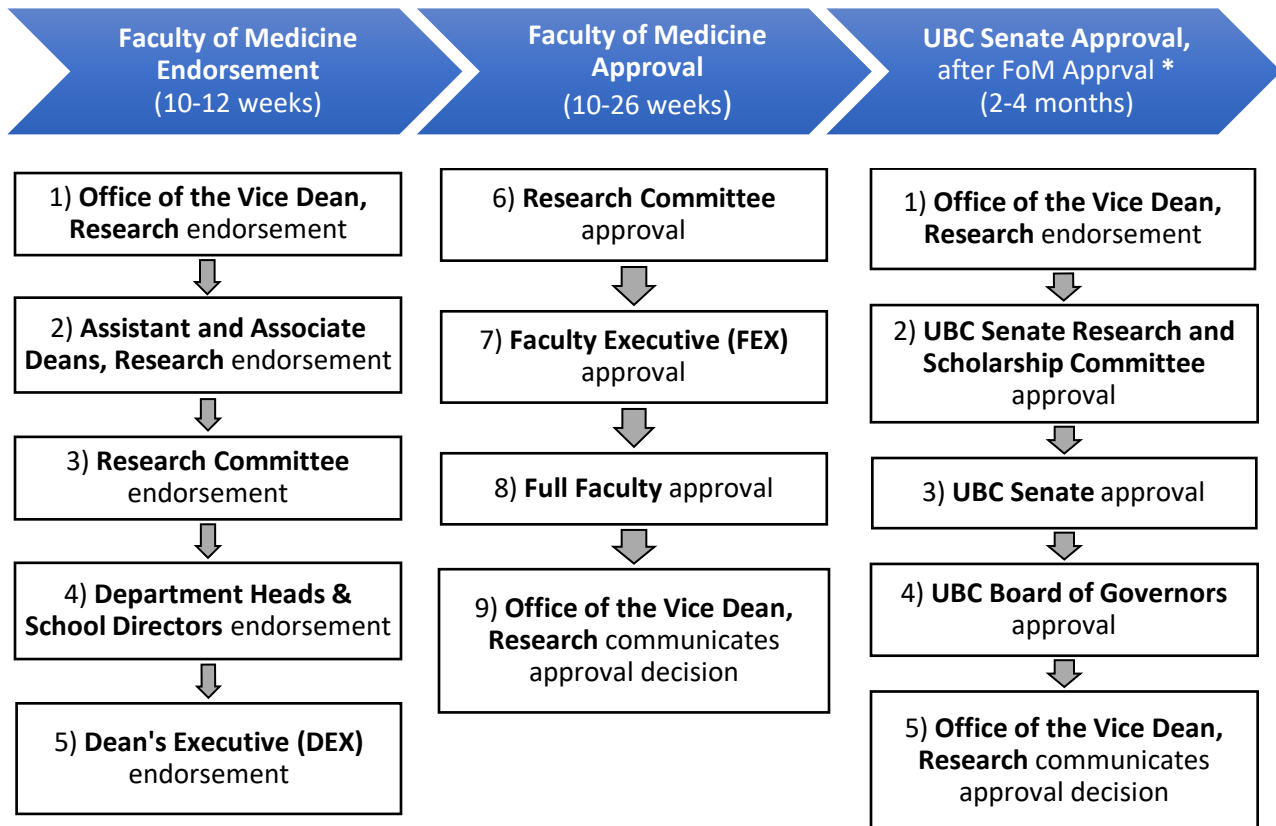 Faculty of Medicine
Endorsement
(10-12 weeks)
Faculty of Medicine
Approval
(10-26 weeks)
UBC Senate Approval,
after FoM Apprval *
(2-4 months)
1) Office of the Vice Dean,
Research endorsement
2) Assistant and Associate
Deans, Research endorsement
3) Research Committee
endorsement
4) Department Heads &
School Directors endorsement
5) Dean's Executive (DEX)
endorsement
6) Research Committee
approval
7) Faculty Executive (FEX)
approval
8) Full Faculty approval
9) Office of the Vice Dean,
Research communicates
approval decision
1) Office of the Vice Dean,
Research endorsement
2) UBC Senate Research and
Scholarship Committee
approval
3) UBC Senate approval
4) UBC Board of Governors
approval
5) Office of the Vice Dean,
Research communicates
approval decision